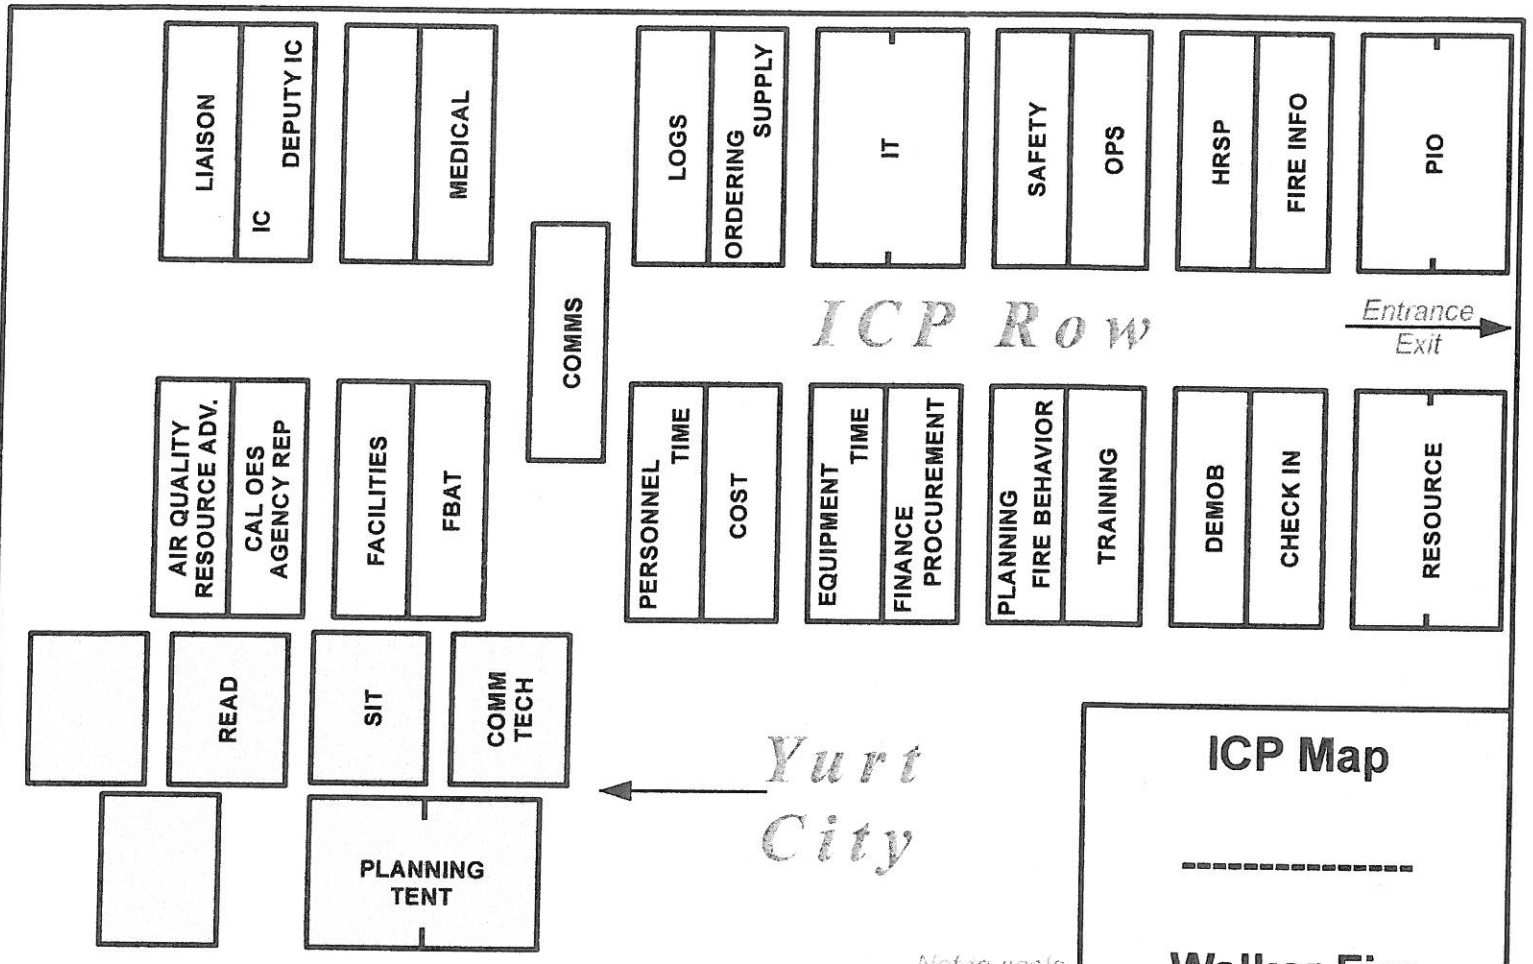 LIAISON
IC
DEPUTY IC
MEDICAL
LOGS
ORDERING
SUPPLY
IT
SAFETY
OPS
HRSP
FIRE INFO
PIO
COMMS
ICP Row
Entrance
Exit
AIR QUALITY
RESOURCE ADV.
CAL OES
AGENCY REP
FACILITIES
FBAT
PERSONNEL
TIME
COST
EQUIPMENT
TIME
FINANCE
PROCUREMENT
PLANNING
FIRE BEHAVIOR
TRAINING
DEMOB
CHECK IN
RESOURCE
READ
SIT
COMM
TECH
Yurt
City
PLANNING
TENT
ICP Map
----------------
Walker Fire